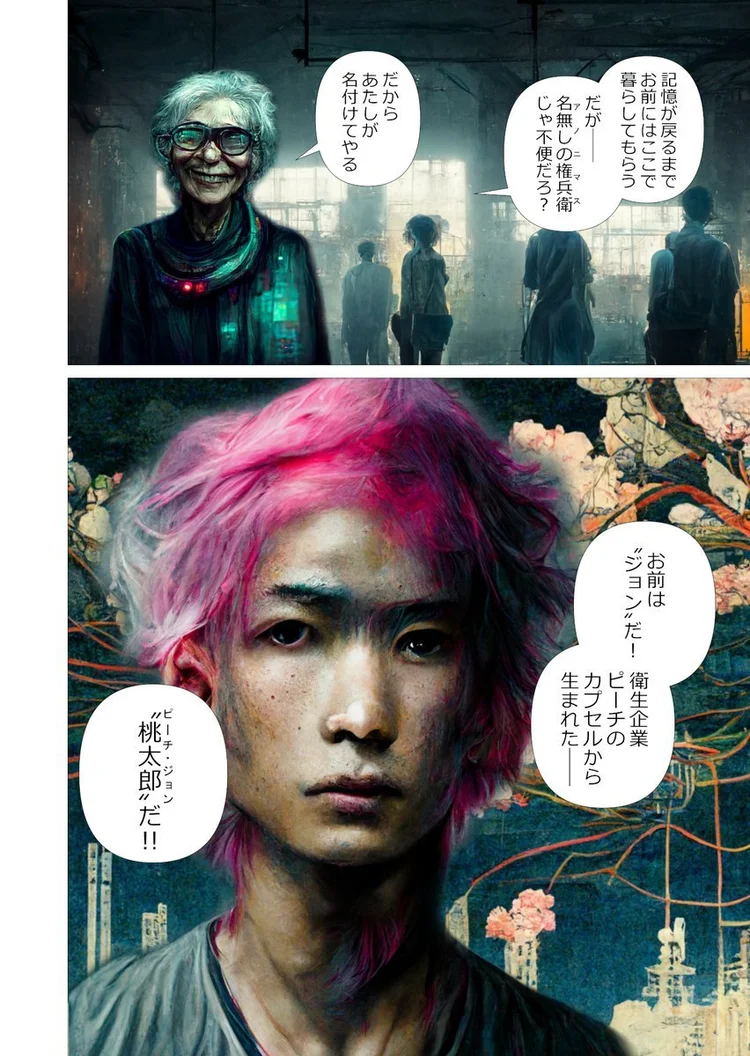 記憶が戻るまで
お前にはここで
暮らしてもらう
だが──
名無しの権兵衛
アノニマス
じゃ不便だろ?
だから
あたしが
名付けてやる
お前は
〝ジョン〟だ!
衛生企業
ピーチの
カプセルから
生まれた──
〝桃太郎〟だ!!
ピーチ・ジョン